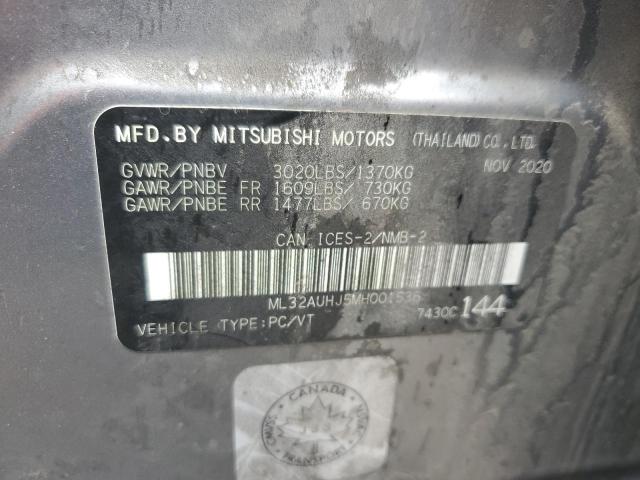 MFD.BY MITSUBISHI MOTORS (THAILAND)CO.,LTD.
NOV 2020
GVWR/PNBV 3020LBS/1370KG
GAWR/PNBE FR 1609LBS/ 730KG
GAWR/PNBE RR 1477LBS/ 670KG
CAN ICES-2/NMB-2
ML32AUHJ5MH001536
VEHICLE TYPE:PC/VT 7430C 144
CANADA
TRANSPORT